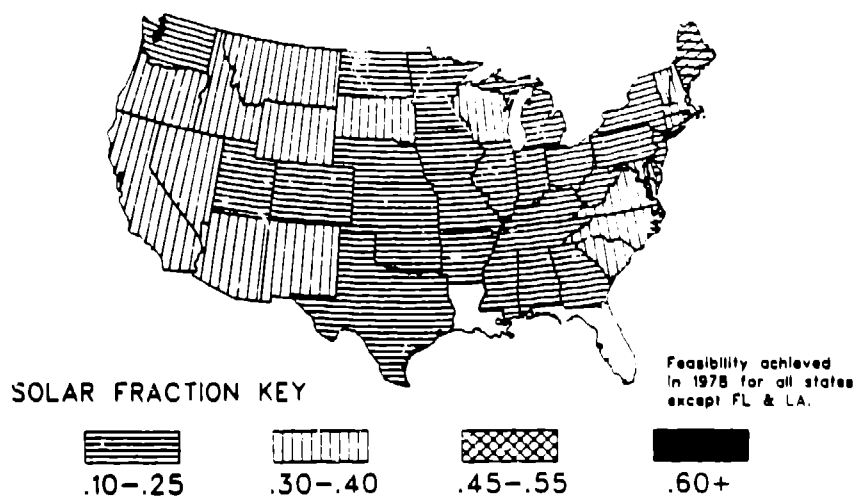 Feasibility achieved
in 1978 for all states
except FL & LA.
SOLAR FRACTION KEY
.10-.25
.30-.40
.45-.55
.60+